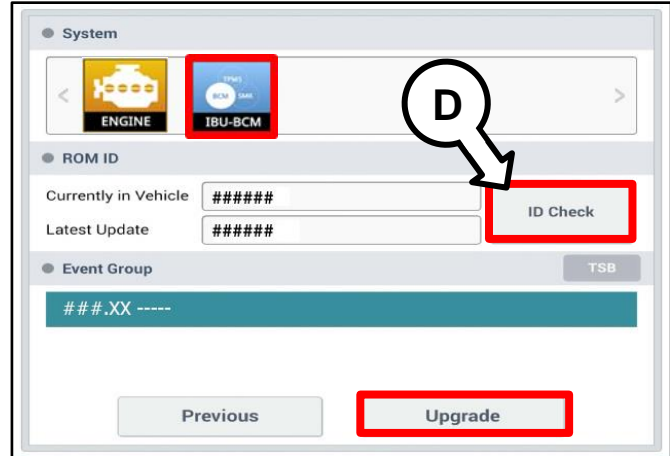 System
<
TPMS
BCM SMK
ENGINE
IBU-BCM
>
D
ROM ID
Currently in Vehicle ######
ID Check
Latest Update ######
Event Group
TSB
###.XX -----
Previous
Upgrade